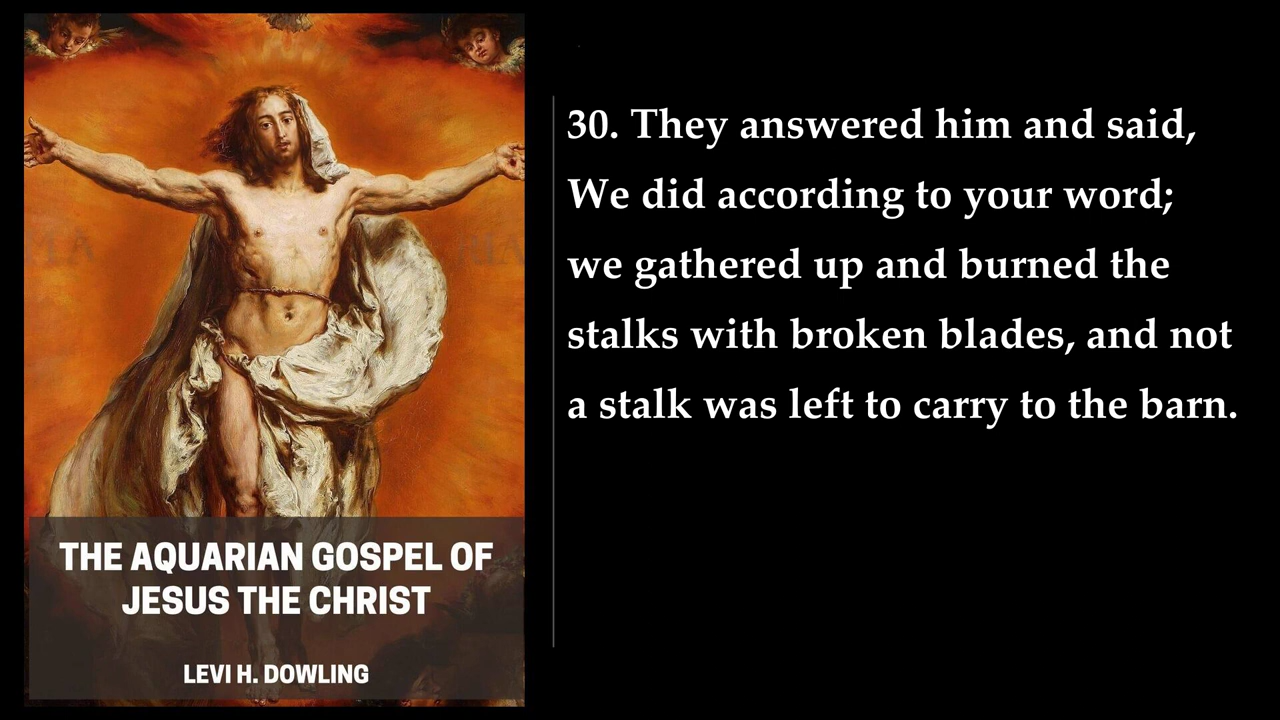 THE AQUARIAN GOSPEL OF
JESUS THE CHRIST
LEVI H. DOWLING
30. They answered him and said,
We did according to your word;
we gathered up and burned the
stalks with broken blades, and not
a stalk was left to carry to the barn.